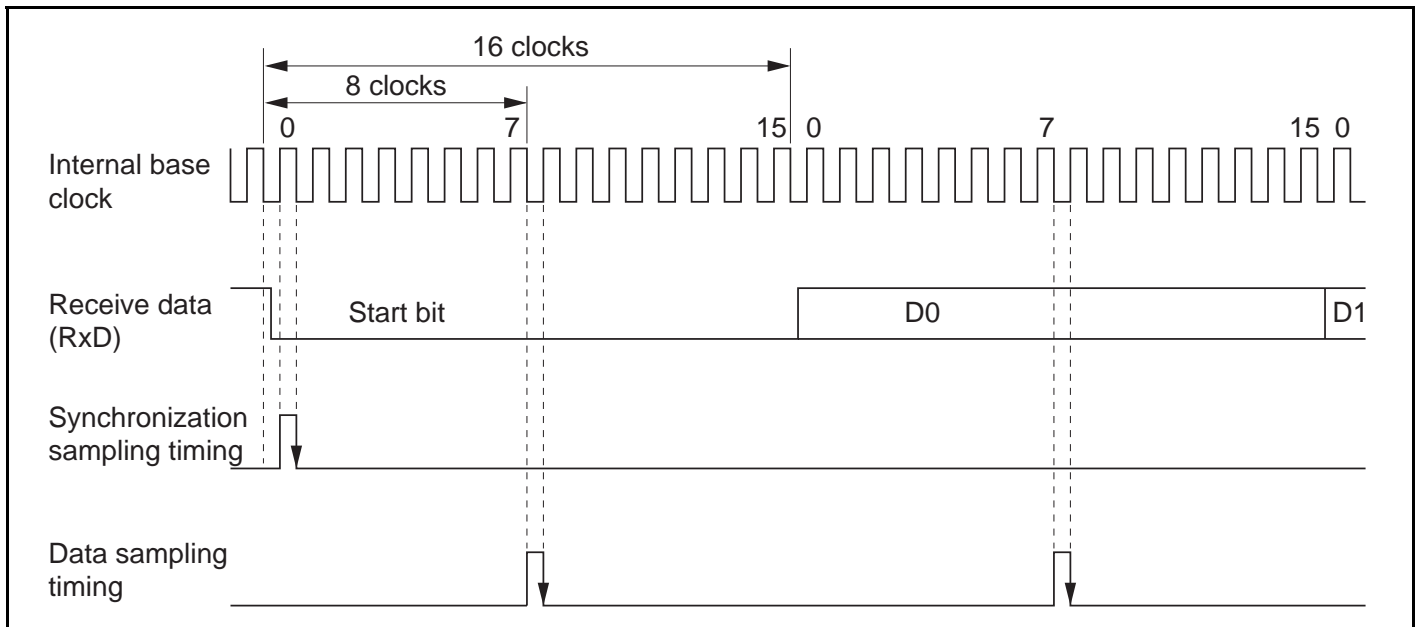 16 clocks
8 clocks
0 7 15 0 7 15 0
Internal base
clock
Receive data
(RxD)
Start bit D0 D1
Synchronization
sampling timing
Data sampling
timing